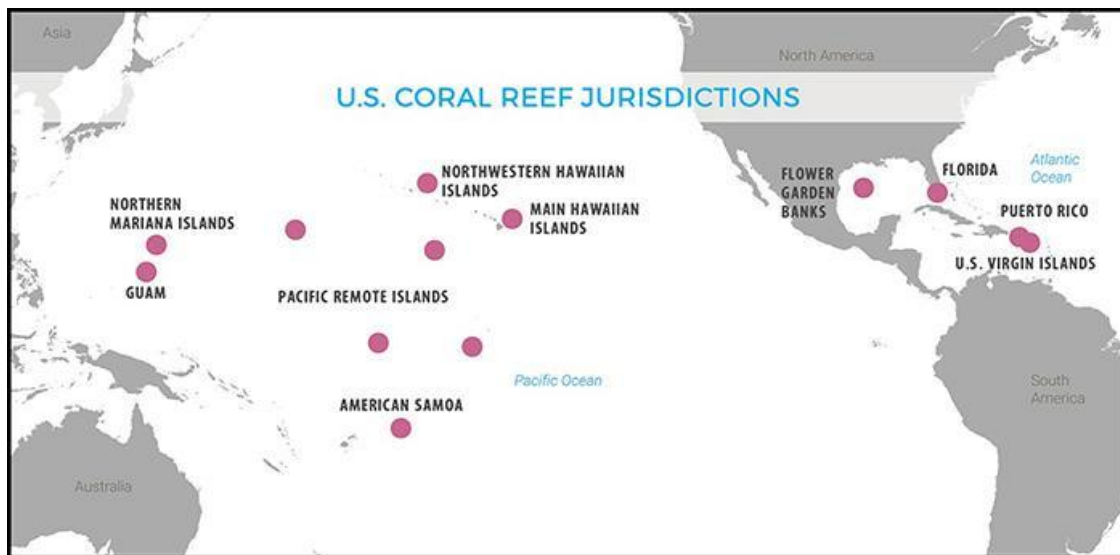 Asia
North America
U.S. CORAL REEF JURISDICTIONS
NORTHWESTERN HAWAIIAN
ISLANDS
MAIN HAWAIIAN
ISLANDS
NORTHERN
MARIANA ISLANDS
GUAM
PACIFIC REMOTE ISLANDS
AMERICAN SAMOA
Pacific Ocean
FLOWER
GARDEN
BANKS
FLORIDA
Atlantic
Ocean
PUERTO RICO
U.S. VIRGIN ISLANDS
South
America
Australia